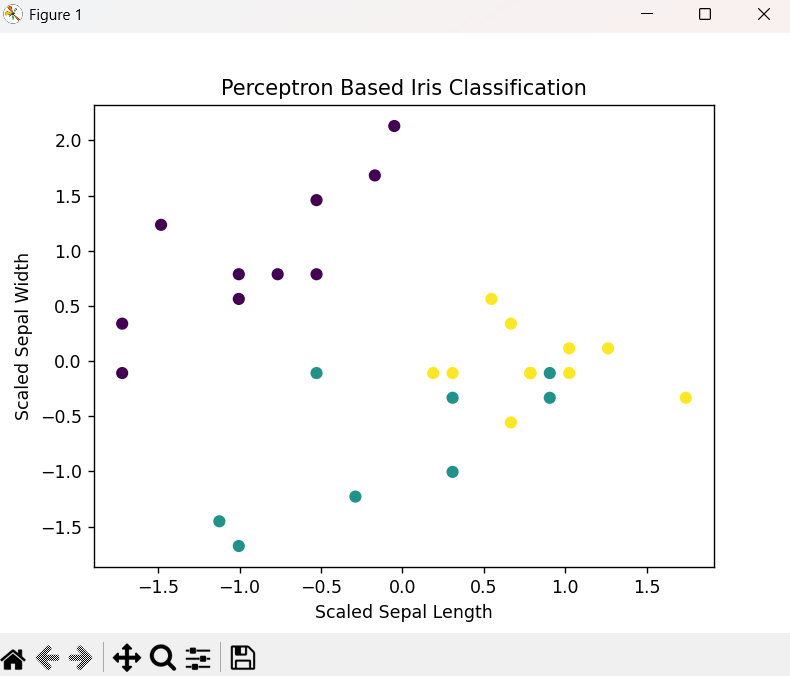 Figure 1
Perceptron Based Iris Classification
2.0
1.5
1.0
0.5
0.0
−0.5
−1.0
−1.5
Scaled Sepal Width
−1.5 −1.0 −0.5 0.0 0.5 1.0 1.5
Scaled Sepal Length